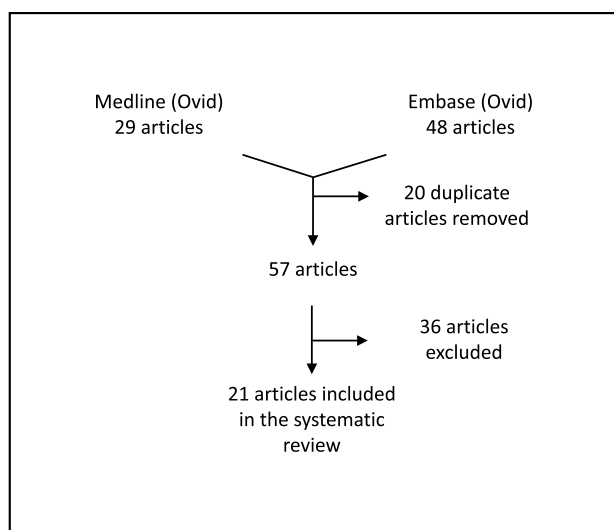 Medline (Ovid)
29 articles
Embase (Ovid)
48 articles
20 duplicate
articles removed
57 articles
36 articles
excluded
21 articles included
in the systematic
review